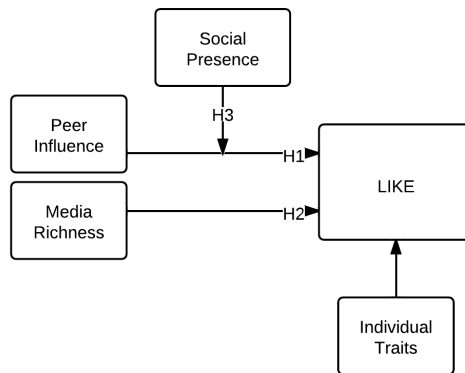 Social
Presence
H3
Peer
Influence
H1
LIKE
Media
Richness
H2
Individual
Traits